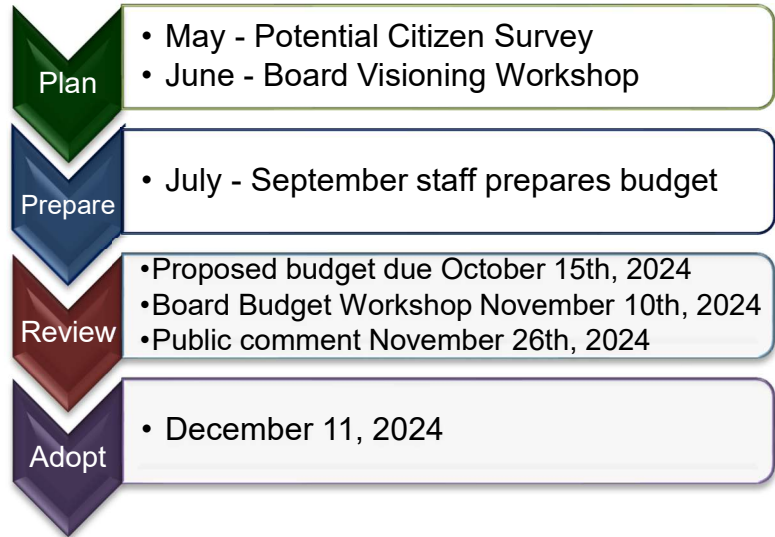 Plan
• May - Potential Citizen Survey
• June - Board Visioning Workshop
Prepare
• July - September staff prepares budget
Review
•Proposed budget due October 15th, 2024
•Board Budget Workshop November 10th, 2024
•Public comment November 26th, 2024
Adopt
• December 11, 2024